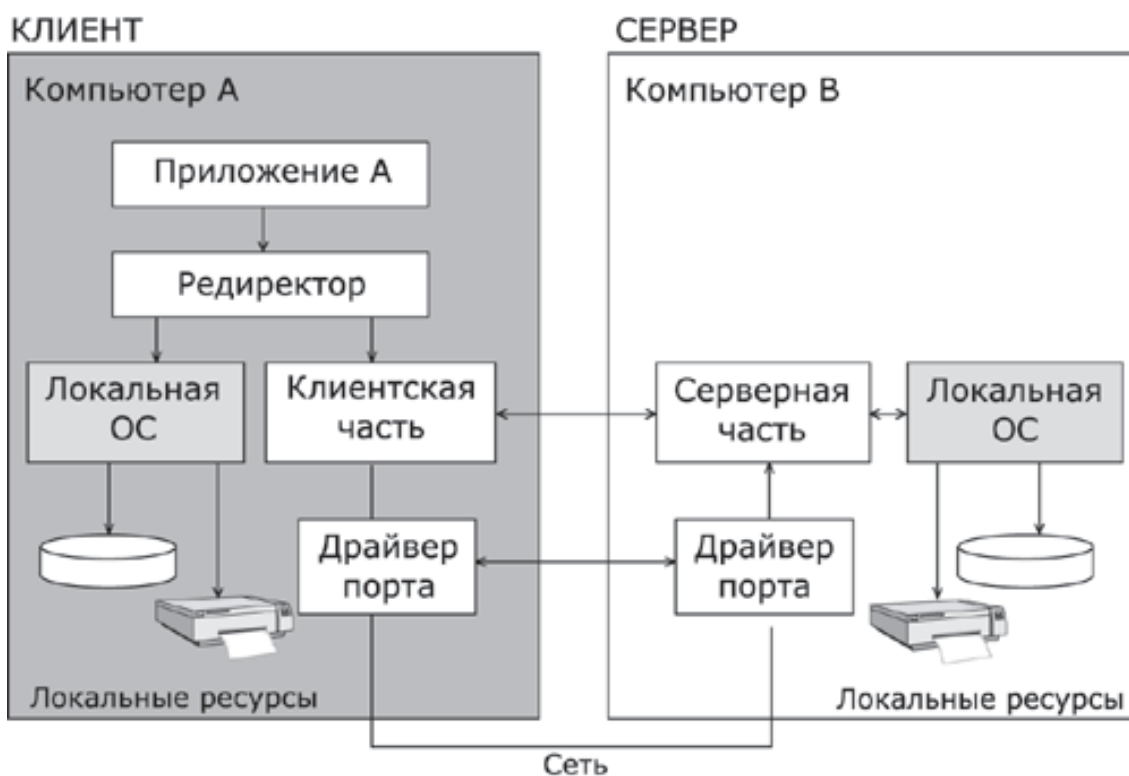 КЛИЕНТ
Компьютер А
Приложение А
Редиректор
Локальная
ОС
Клиентская
часть
Драйвер
порта
Локальные ресурсы
СЕРВЕР
Компьютер В
Серверная
часть
Локальная
ОС
Драйвер
порта
Локальные ресурсы
Сеть